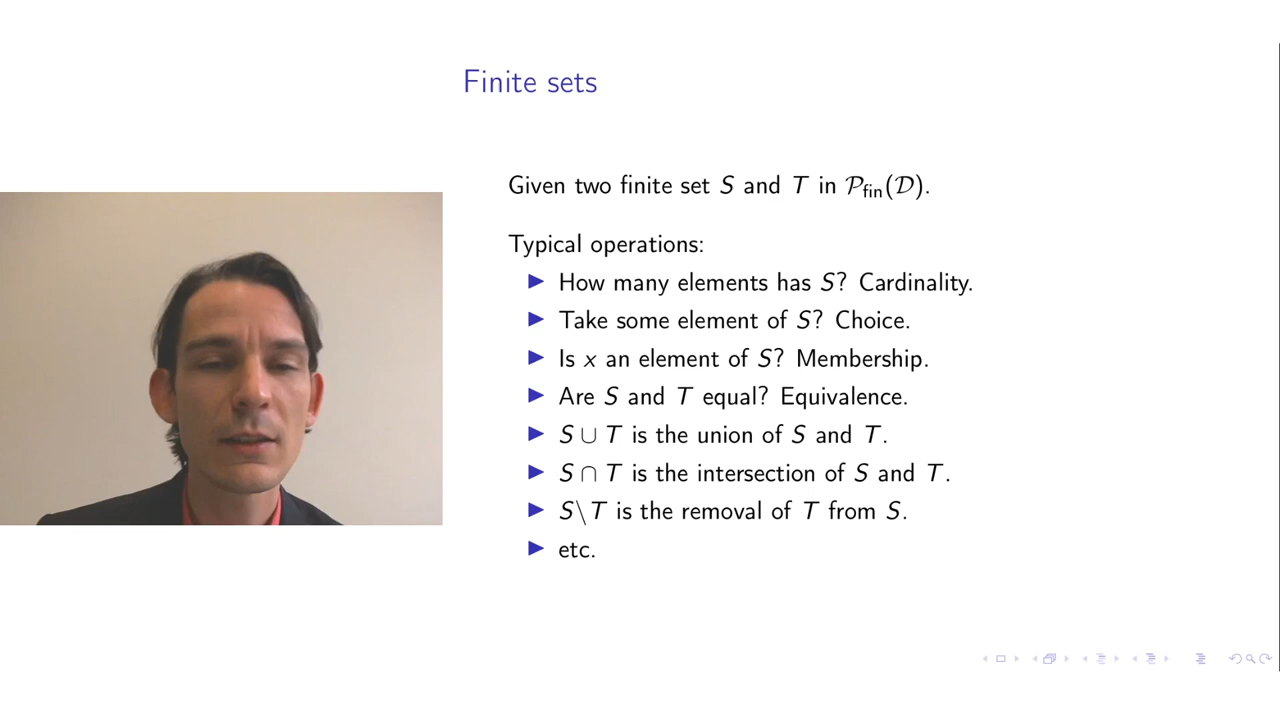 Finite sets
Given two finite set S and T in 𝒫fin(𝒟).
Typical operations:
▶ How many elements has S? Cardinality.
▶ Take some element of S? Choice.
▶ Is x an element of S? Membership.
▶ Are S and T equal? Equivalence.
▶ S ∪ T is the union of S and T.
▶ S ∩ T is the intersection of S and T.
▶ S\T is the removal of T from S.
▶ etc.